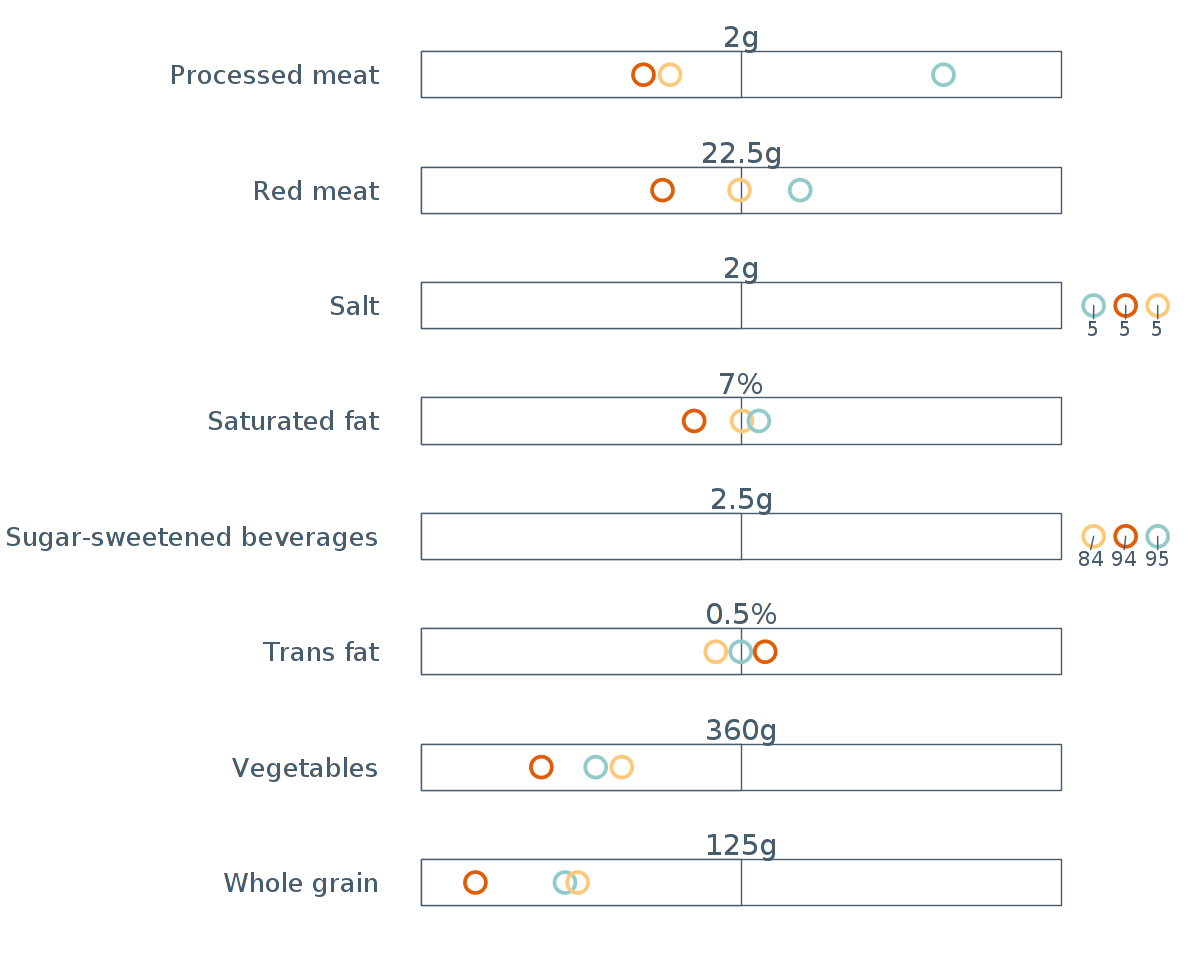 2g
Processed meat
22.5g
Red meat
2g
Salt
5 5 5
7%
Saturated fat
2.5g
Sugar-sweetened beverages
84 94 95
0.5%
Trans fat
360g
Vegetables
125g
Whole grain